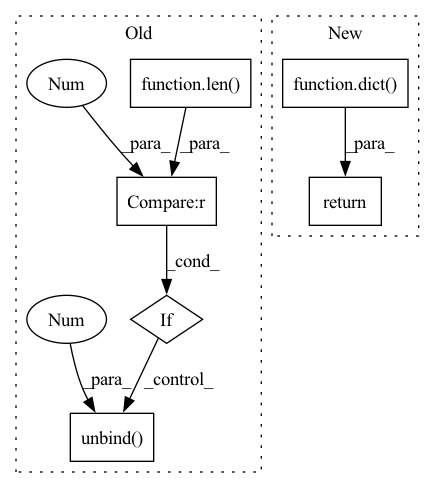 Old
New
Num
function.len()
function.dict()
_para_
_para_
_para_
Compare:r
return
_cond_
Num
If
_para_
_control_
unbind()